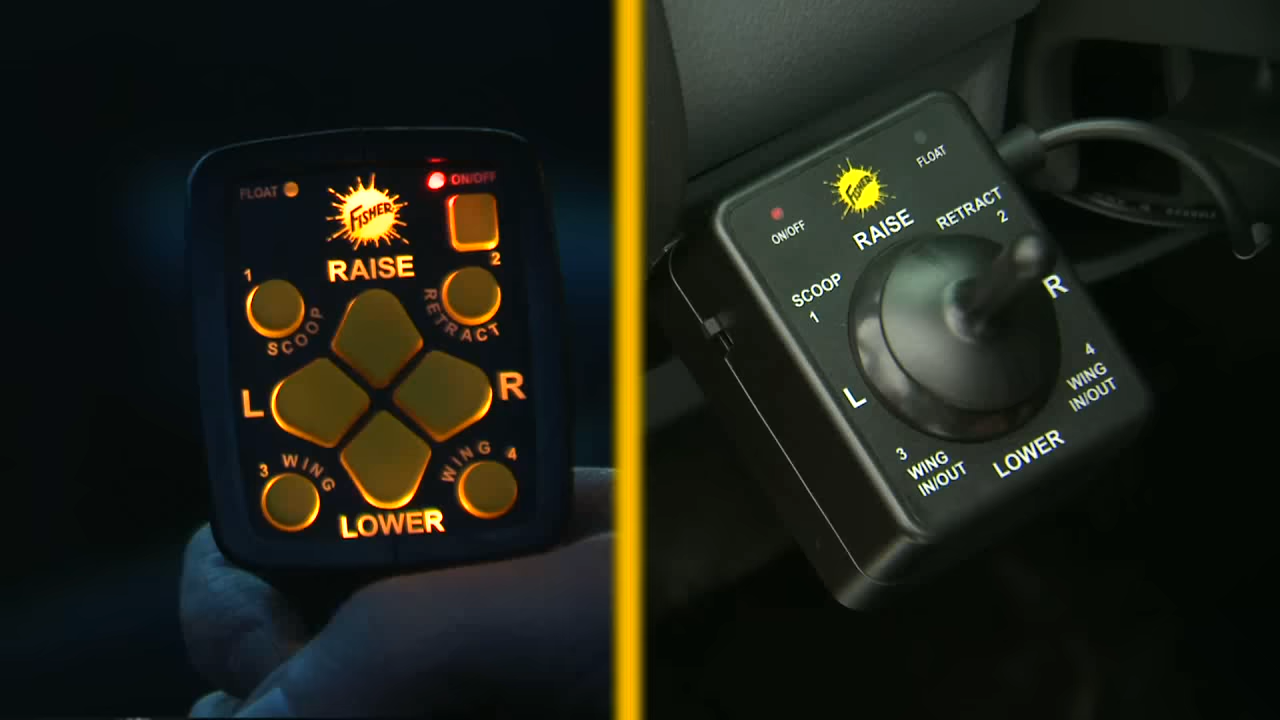 FLOAT
ON/OFF
FISHER
RAISE
1
2
SCOOP
RETRACT
L
R
3
WING
WING
4
LOWER
FLOAT
FISHER
ON/OFF
RAISE
RETRACT
2
SCOOP
1
R
L
4
WING
IN/OUT
3
WING
IN/OUT
LOWER